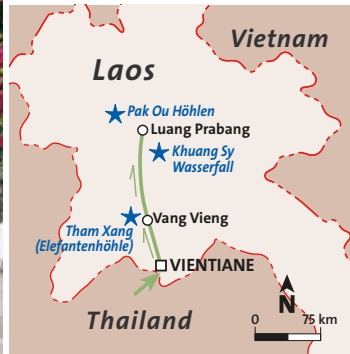 Vietnam
Laos
Pak Ou Höhlen
Luang Prabang
Khuang Sy
Wasserfall
Tham Xang
(Elefantenhöhle)
Vang Vieng
VIENTIANE
Thailand
N
0 75 km